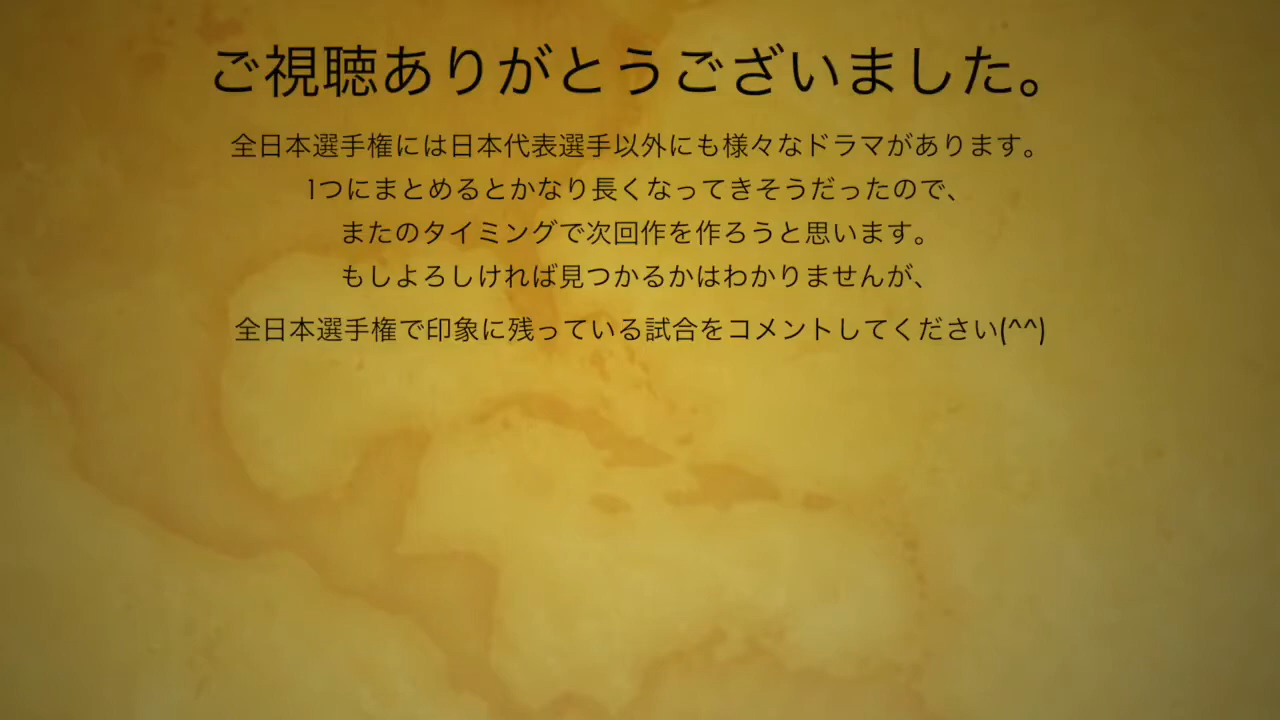 ご視聴ありがとうございました。
全日本選手権には日本代表選手以外にも様々なドラマがあります。
1つにまとめるとかなり長くなってきそうだったので、
またのタイミングで次回作を作ろうと思います。
もしよろしければ見つかるかはわかりませんが、
全日本選手権で印象に残っている試合をコメントしてください(^^)